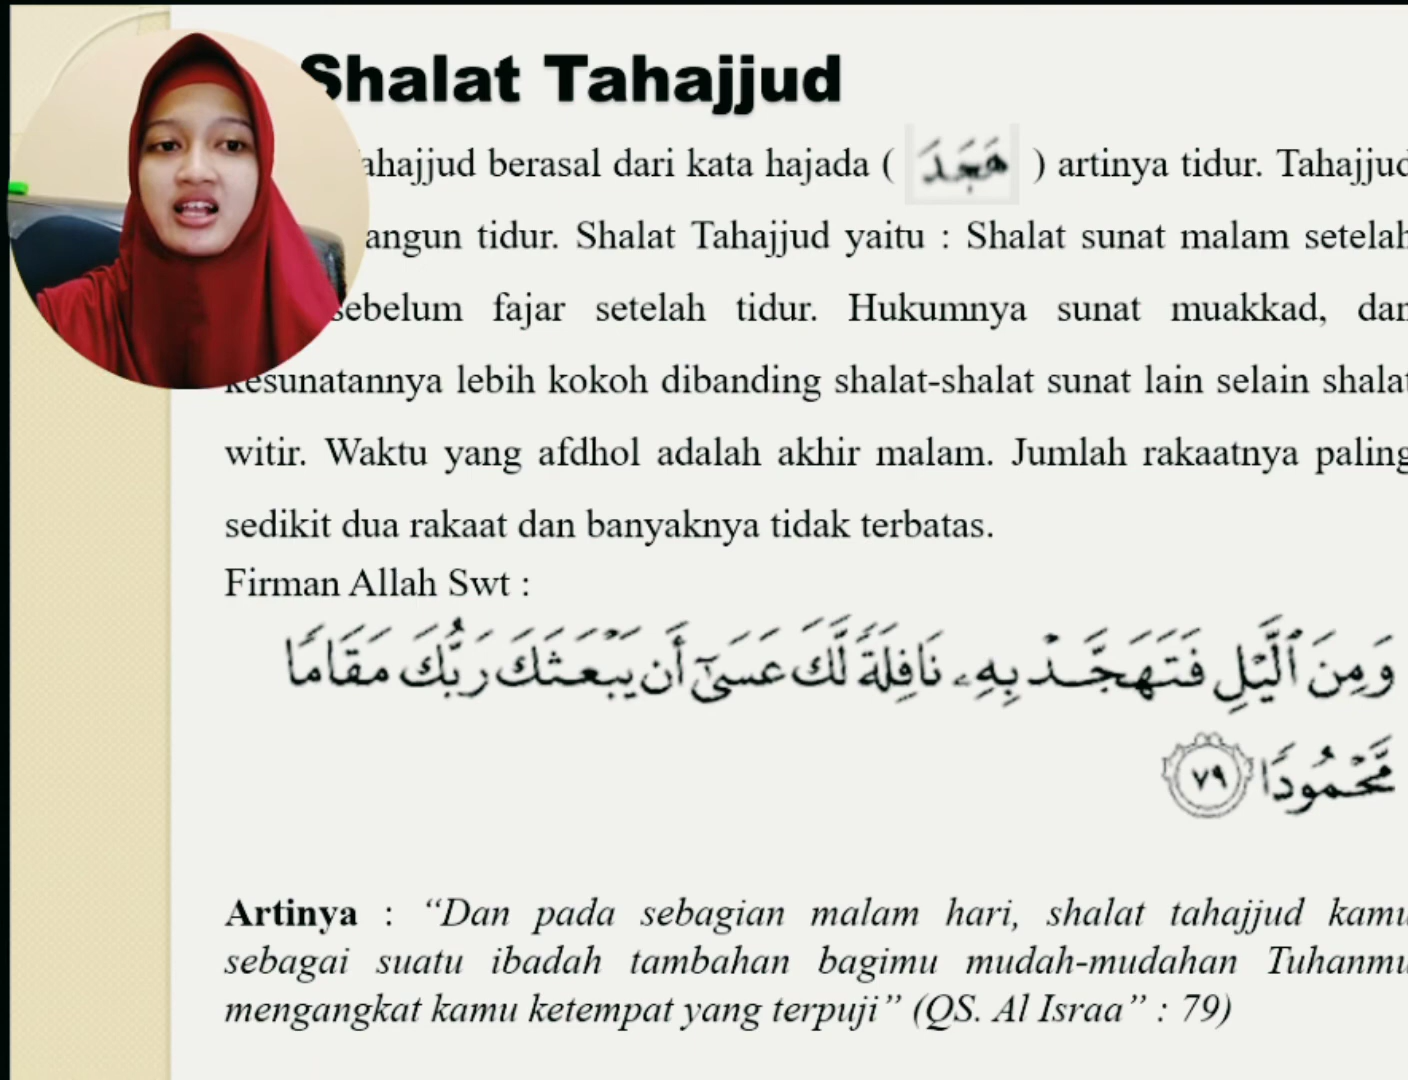 Shalat Tahajjud
ahajjud berasal dari kata hajada ( هَجَدَ ) artinya tidur. Tahajjud
angun tidur. Shalat Tahajjud yaitu : Shalat sunat malam setelah
sebelum fajar setelah tidur. Hukumnya sunat muakkad, dan
kesunatannya lebih kokoh dibanding shalat-shalat sunat lain selain shalat
witir. Waktu yang afdhol adalah akhir malam. Jumlah rakaatnya paling
sedikit dua rakaat dan banyaknya tidak terbatas.
Firman Allah Swt :
وَمِنَ ٱلَّيْلِ فَتَهَجَّدْ بِهِۦ نَافِلَةً لَّكَ عَسَىٰٓ أَن يَبْعَثَكَ رَبُّكَ مَقَامًا
مَّحْمُودًا ٧٩
Artinya : “Dan pada sebagian malam hari, shalat tahajjud kamu
sebagai suatu ibadah tambahan bagimu mudah-mudahan Tuhanmu
mengangkat kamu ketempat yang terpuji” (QS. Al Israa” : 79)